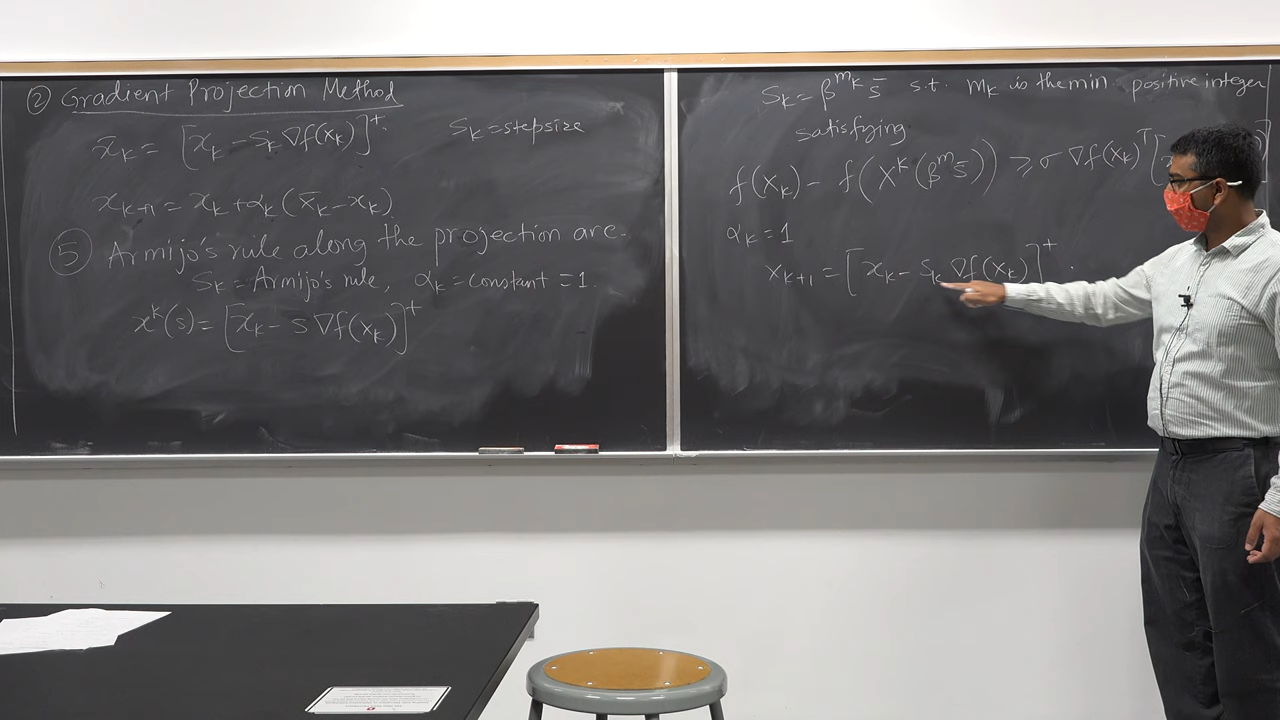 ② Gradient Projection Method
x̄ₖ = [xₖ − sₖ ∇f(xₖ)]⁺.
sₖ = stepsize
xₖ₊₁ = xₖ + αₖ(x̄ₖ − xₖ)
⑤ Armijo's rule along the projection arc.
sₖ = Armijo's rule, αₖ = constant = 1.
xᵏ(s) = [xₖ − s ∇f(xₖ)]⁺
sₖ = β^{mₖ} s̄ s.t. mₖ is the min positive integer
satisfying
f(xₖ) − f(xᵏ(βᵐ s̄)) ≥ σ ∇f(xₖ)ᵀ[
αₖ = 1
xₖ₊₁ = [xₖ − sₖ ∇f(xₖ)]⁺.